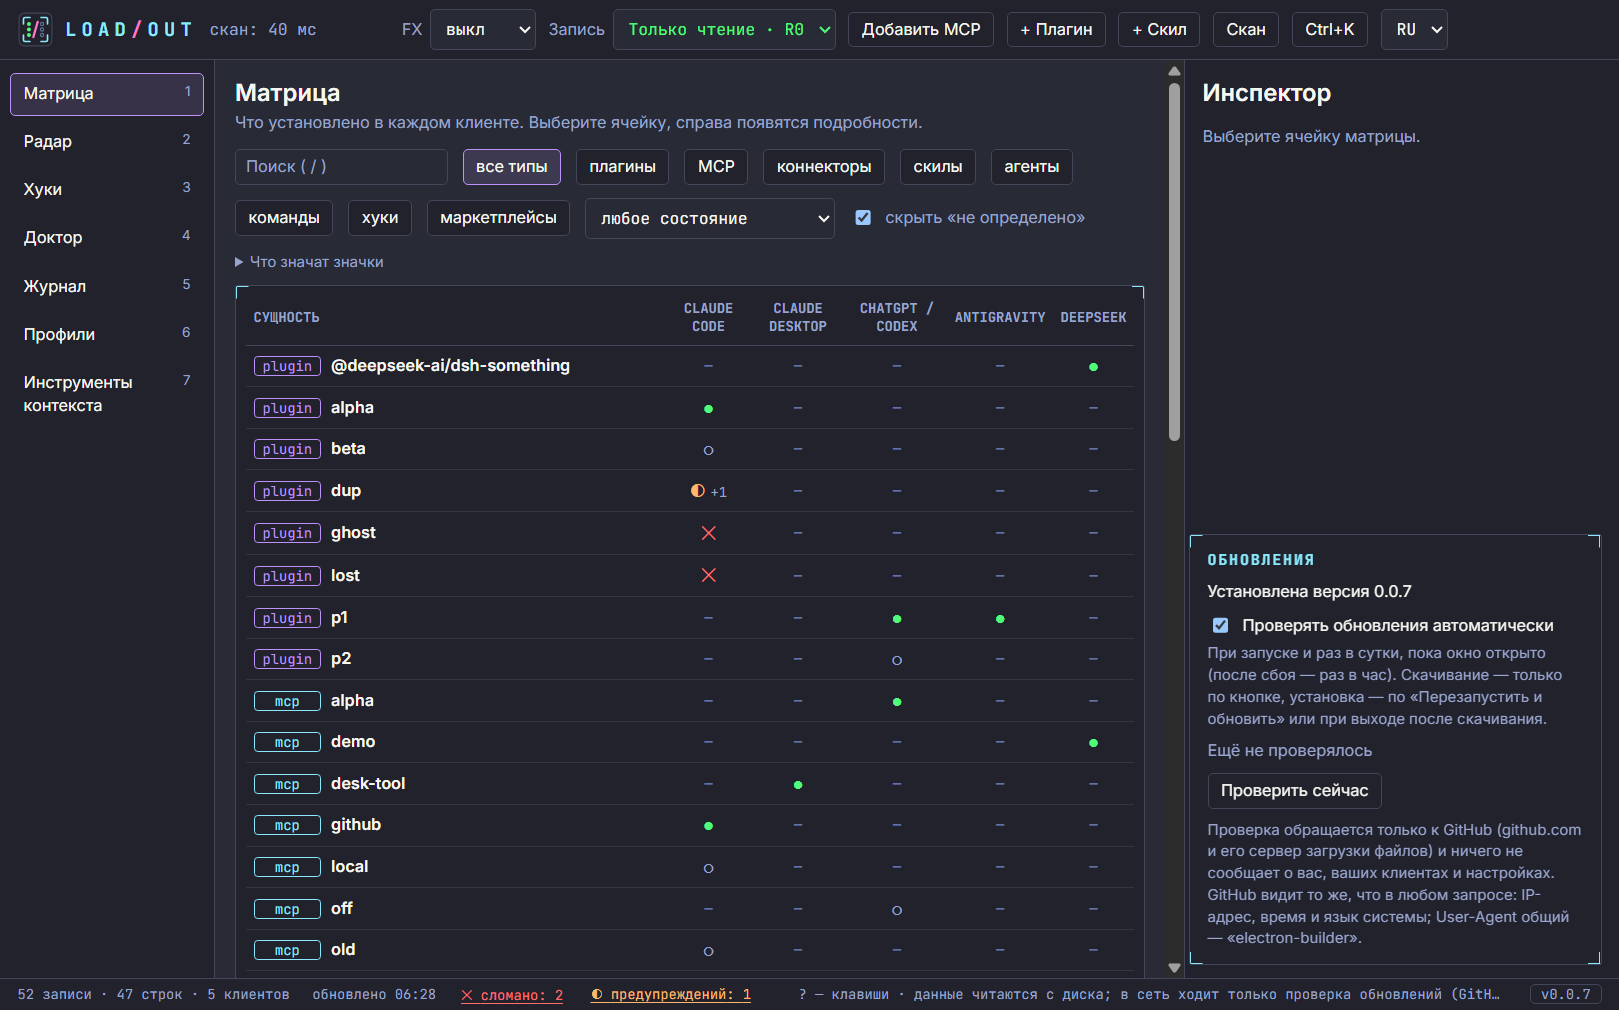 LOAD/OUT скан: 40 мс FX выкл Запись Только чтение · R0 Добавить MCP + Плагин + Скил Скан Ctrl+K RU
Матрица 1
Радар 2
Хуки 3
Доктор 4
Журнал 5
Профили 6
Инструменты контекста 7
Матрица
Что установлено в каждом клиенте. Выберите ячейку, справа появятся подробности.
Поиск ( / ) все типы плагины MCP коннекторы скилы агенты
команды хуки маркетплейсы любое состояние скрыть «не определено»
Что значат значки
СУЩНОСТЬ CLAUDE CODE CLAUDE DESKTOP CHATGPT / CODEX ANTIGRAVITY DEEPSEEK
plugin @deepseek-ai/dsh-something – – – – ●
plugin alpha ● – – – –
plugin beta ○ – – – –
plugin dup ◐ +1 – – – –
plugin ghost ✕ – – – –
plugin lost ✕ – – – –
plugin p1 – – ● ● –
plugin p2 – – ○ – –
mcp alpha – – ● – –
mcp demo – – – – ●
mcp desk-tool – ● – – –
mcp github ● – – – –
mcp local ○ – – – –
mcp off – – ○ – –
mcp old ○ – – – –
Инспектор
Выберите ячейку матрицы.
ОБНОВЛЕНИЯ
Установлена версия 0.0.7
Проверять обновления автоматически
При запуске и раз в сутки, пока окно открыто
(после сбоя — раз в час). Скачивание — только
по кнопке, установка — по «Перезапустить и
обновить» или при выходе после скачивания.
Ещё не проверялось
Проверить сейчас
Проверка обращается только к GitHub (github.com
и его сервер загрузки файлов) и ничего не
сообщает о вас, ваших клиентах и настройках.
GitHub видит то же, что в любом запросе: IP-
адрес, время и язык системы; User-Agent общий
— «electron-builder».
52 записи · 47 строк · 5 клиентов обновлено 06:28 ✕ сломано: 2 ◐ предупреждений: 1 ? — клавиши · данные читаются с диска; в сеть ходит только проверка обновлений (GitH… v0.0.7